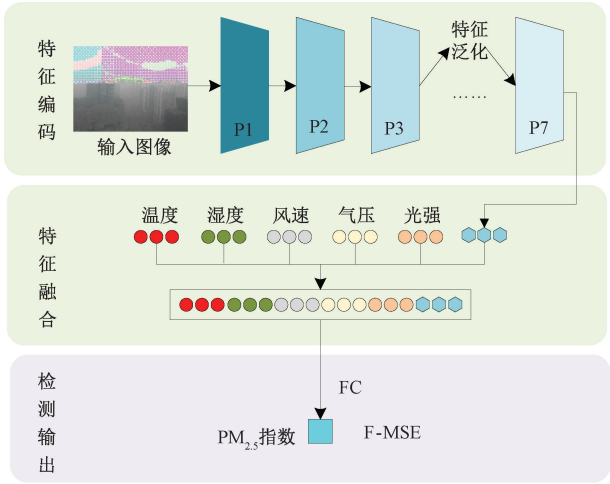 特征编码
输入图像
P1
P2
P3
特征
泛化
……
P7
特征融合
温度
湿度
风速
气压
光强
检测输出
FC
PM2.5指数
F-MSE